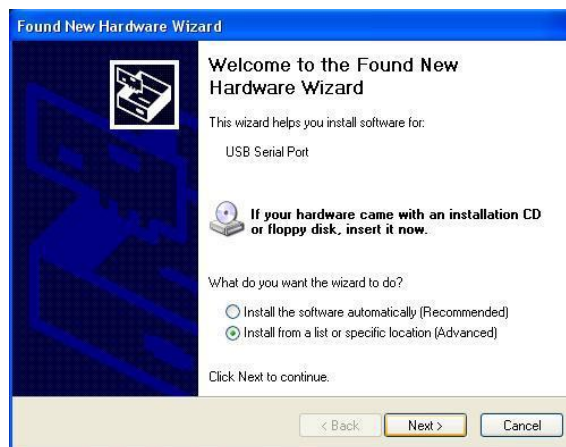 Found New Hardware Wizard
Welcome to the Found New
Hardware Wizard
This wizard helps you install software for:
USB Serial Port
If your hardware came with an installation CD
or floppy disk, insert it now.
What do you want the wizard to do?
Install the software automatically (Recommended)
Install from a list or specific location (Advanced)
Click Next to continue.
< Back
Next >
Cancel